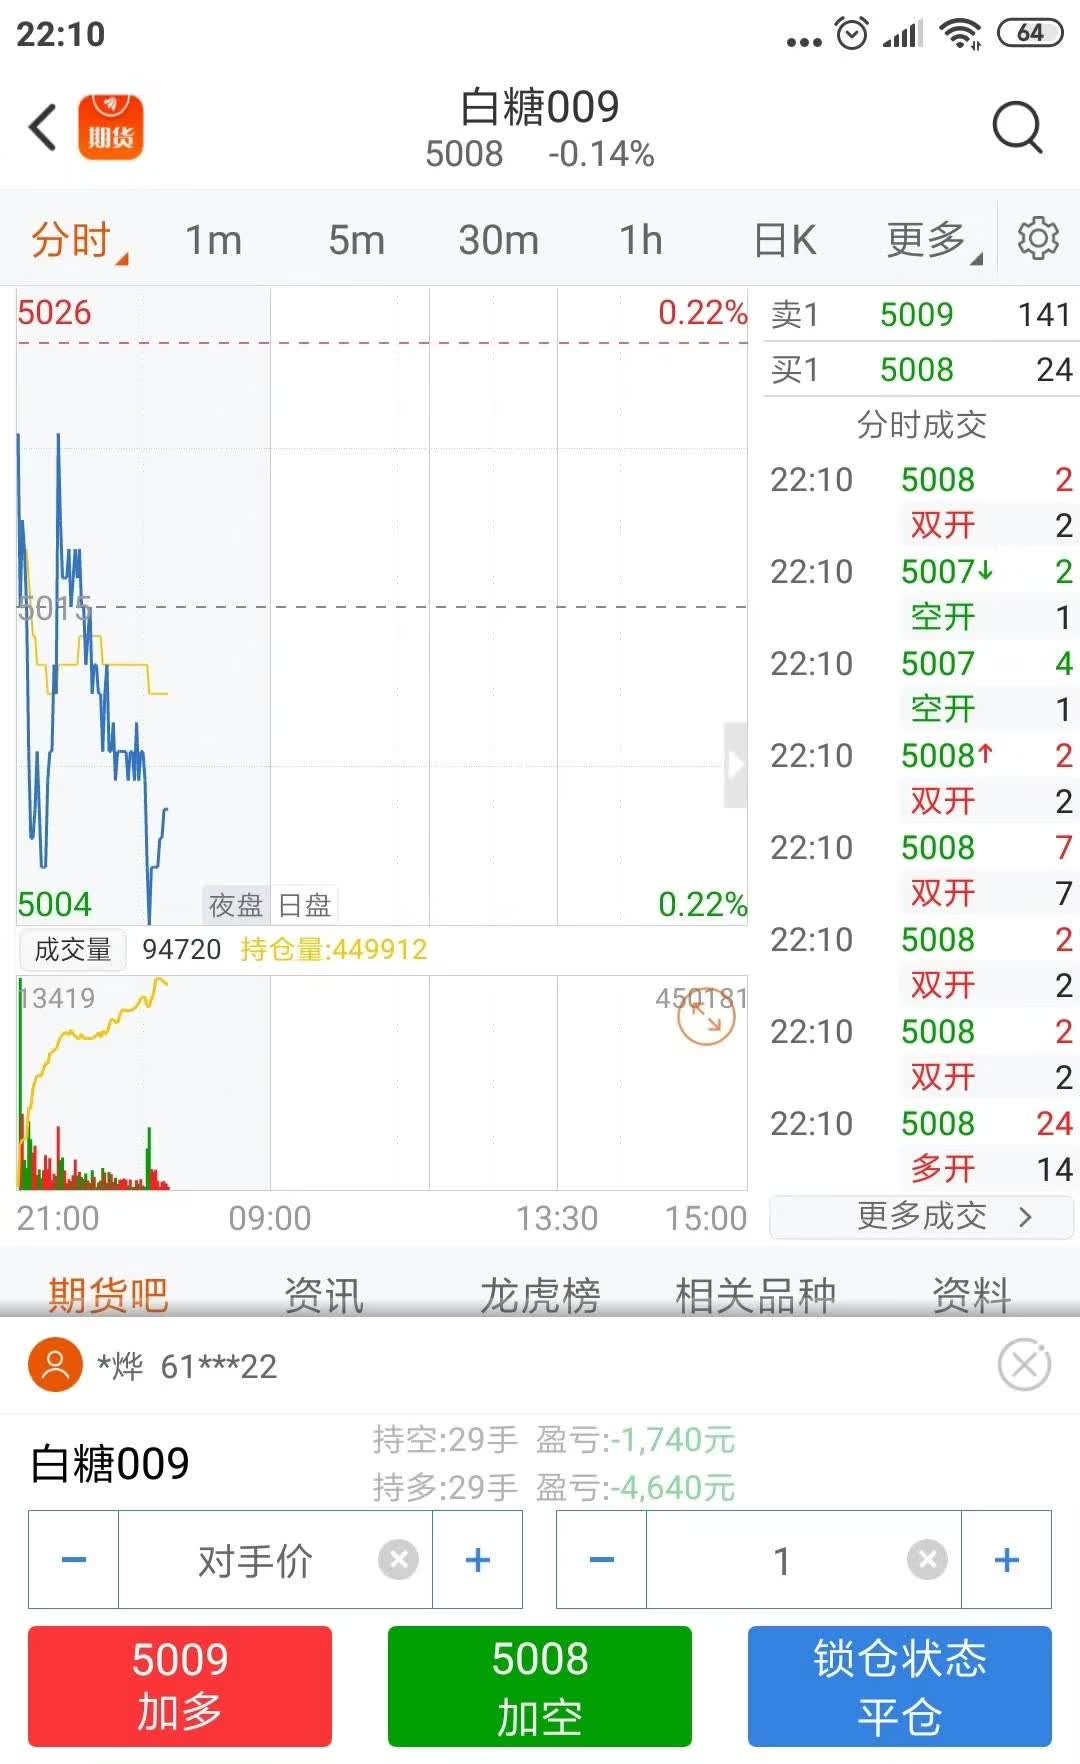 22:10
64
期货
白糖009
5008 -0.14%
分时 1m 5m 30m 1h 日K 更多
5026 0.22%
5015
5004 夜盘 日盘 0.22%
成交量 94720 持仓量:449912
13419 450181
21:00 09:00 13:30 15:00
卖1 5009 141
买1 5008 24
分时成交
22:10 5008 2
双开 2
22:10 5007↓ 2
空开 1
22:10 5007 4
空开 1
22:10 5008↑ 2
双开 2
22:10 5008 7
双开 7
22:10 5008 2
双开 2
22:10 5008 2
双开 2
22:10 5008 24
多开 14
更多成交 >
期货吧 资讯 龙虎榜 相关品种 资料
*烨 61***22
白糖009
持空:29手 盈亏:-1,740元
持多:29手 盈亏:-4,640元
− 对手价 + − 1 +
5009
加多
5008
加空
锁仓状态
平仓